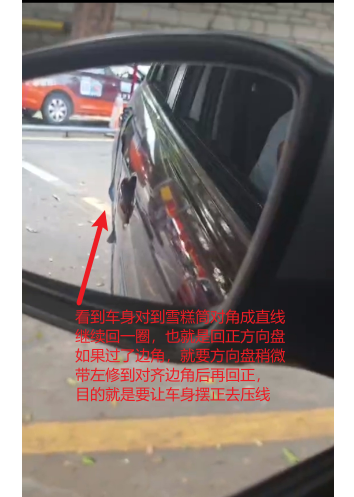 看到车身对到雪糕筒对角成直线
继续回一圈，也就是回正方向盘
如果过了边角，就要方向盘稍微
带左修到对齐边角后再回正，
目的就是要让车身摆正去压线